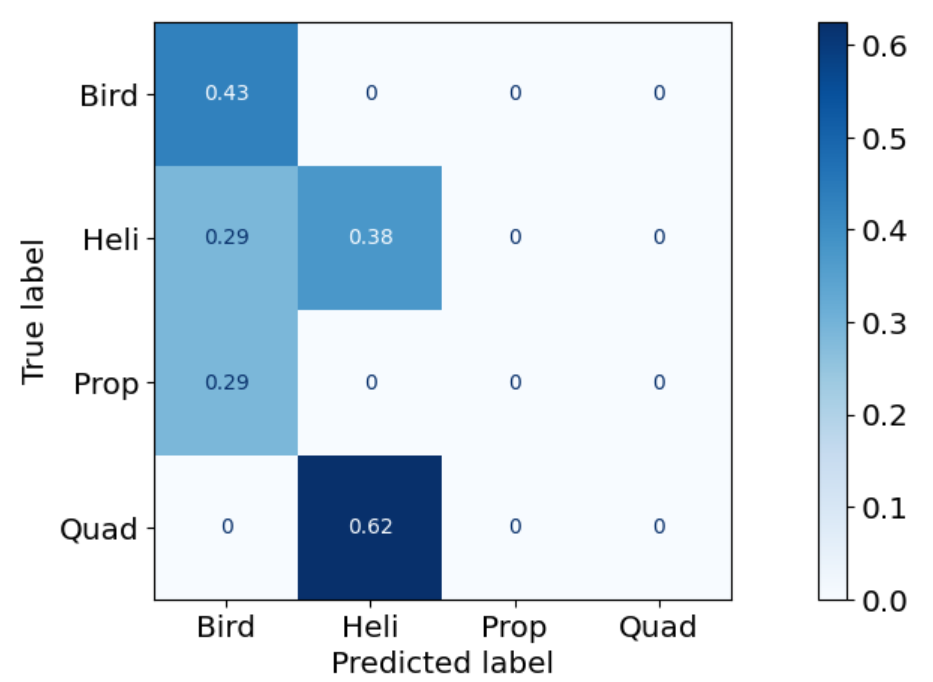 Bird 0.43 0 0 0
Heli 0.29 0.38 0 0
Prop 0.29 0 0 0
Quad 0 0.62 0 0
True label
Bird Heli Prop Quad
Predicted label
0.6
0.5
0.4
0.3
0.2
0.1
0.0